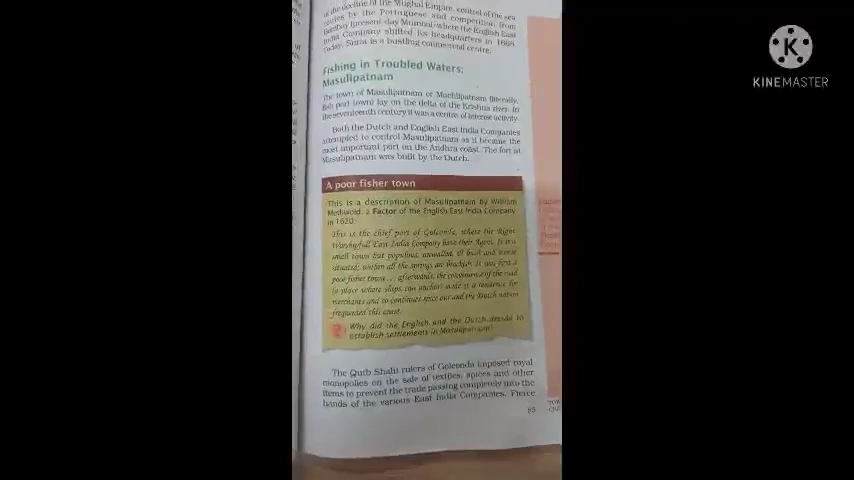 of the decline of the Mughal Empire, control of the sea
routes by the Portuguese and competition from
Bombay (present-day Mumbai) where the English East
India Company shifted its headquarters in 1668.
Today, Surat is a bustling commercial centre.
Fishing in Troubled Waters:
Masulipatnam
The town of Masulipatnam or Machlipatnam (literally,
fish port town) lay on the delta of the Krishna river. In
the seventeenth century it was a centre of intense activity.
Both the Dutch and English East India Companies
attempted to control Masulipatnam as it became the
most important port on the Andhra coast. The fort at
Masulipatnam was built by the Dutch.
A poor fisher town
This is a description of Masulipatnam by William
Methwold, a Factor of the English East India Company,
in 1620:
This is the chief port of Golconda, where the Right
Worshipfull East India Company have their Agent. It is a
small town but populous, unwalled, ill built and worse
situated; within all the springs are brackish. It was first a
poor fisher town ... afterwards, the convenience of the road
(a place where ships can anchor) made it a residence for
merchants and so continues since our and the Dutch nation
frequented this coast.
Why did the English and the Dutch decide to
establish settlements in Masulipatnam?
The Qutb Shahi rulers of Golconda imposed royal
monopolies on the sale of textiles, spices and other
items to prevent the trade passing completely into the
hands of the various East India Companies. Fierce
85
KINEMASTER